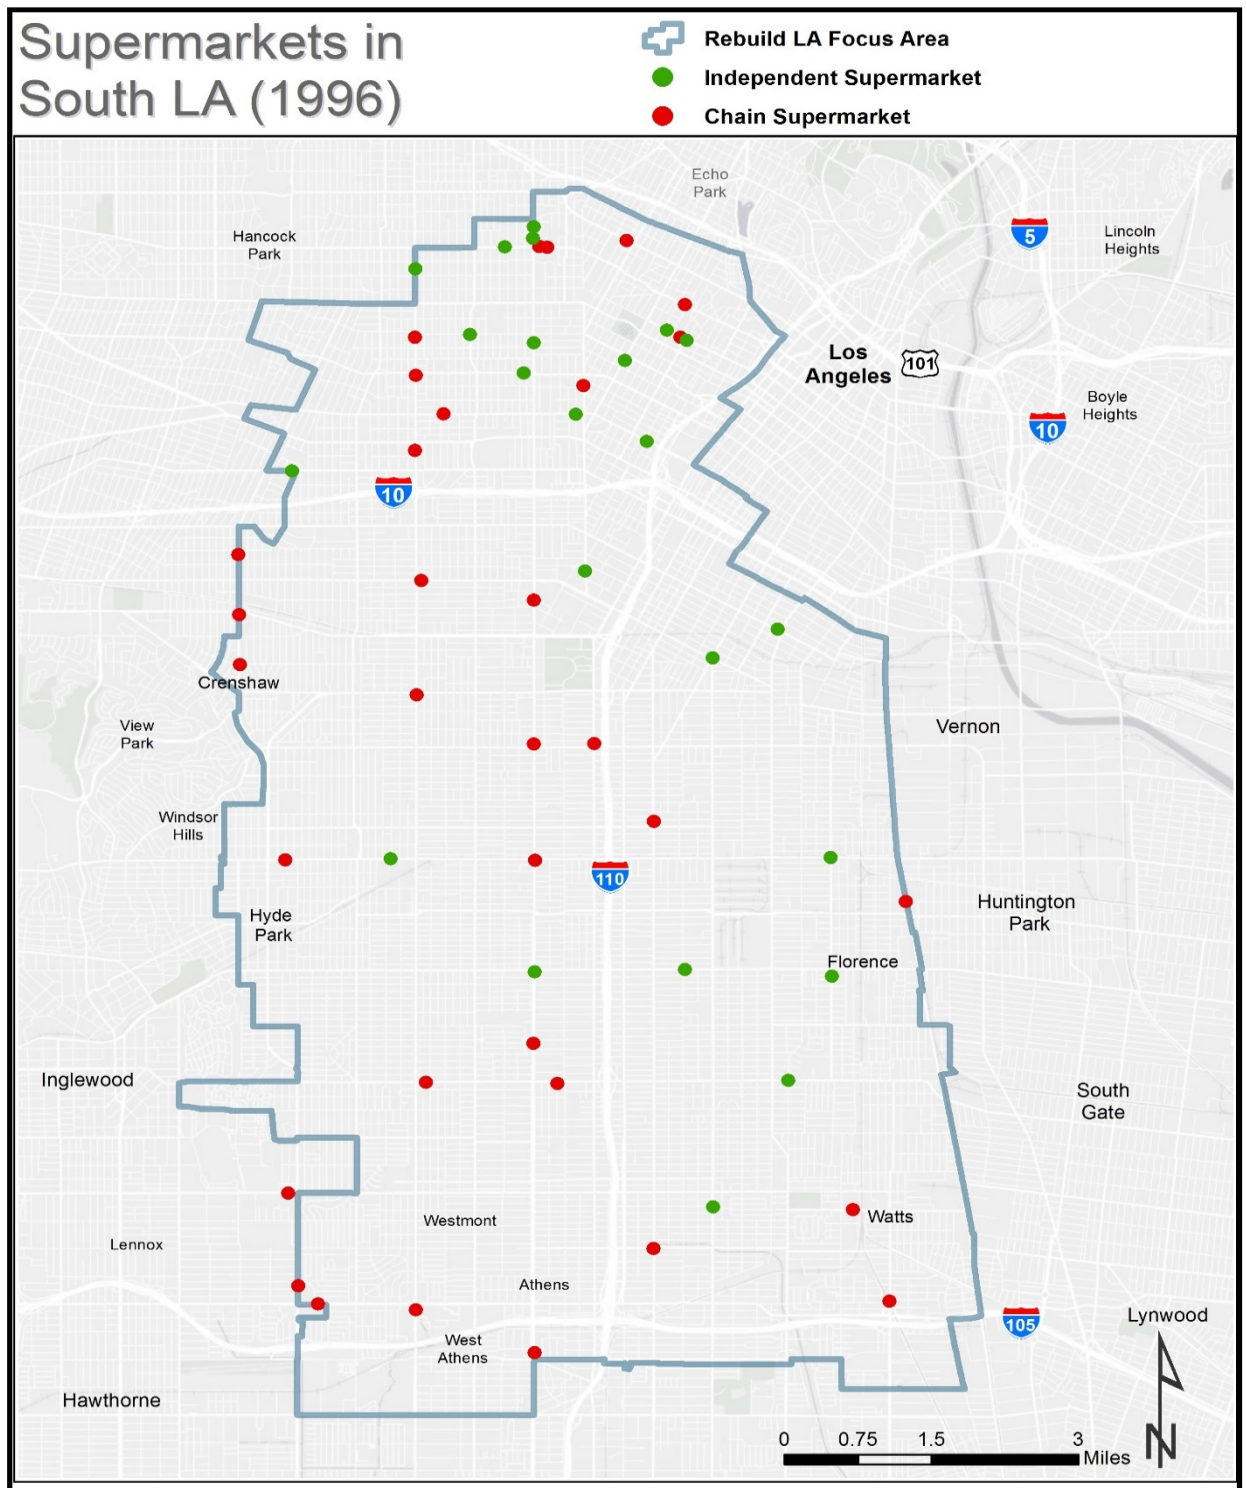 Supermarkets in
South LA (1996)
Rebuild LA Focus Area
Independent Supermarket
Chain Supermarket
Echo
Park
Hancock
Park
5
Lincoln
Heights
Los
Angeles
101
Boyle
Heights
10
10
Crenshaw
View
Park
Vernon
Windsor
Hills
110
Hyde
Park
Huntington
Park
Florence
Inglewood
South
Gate
Westmont
Watts
Lennox
Athens
West
Athens
105
Lynwood
Hawthorne
0 0.75 1.5 3
Miles
N